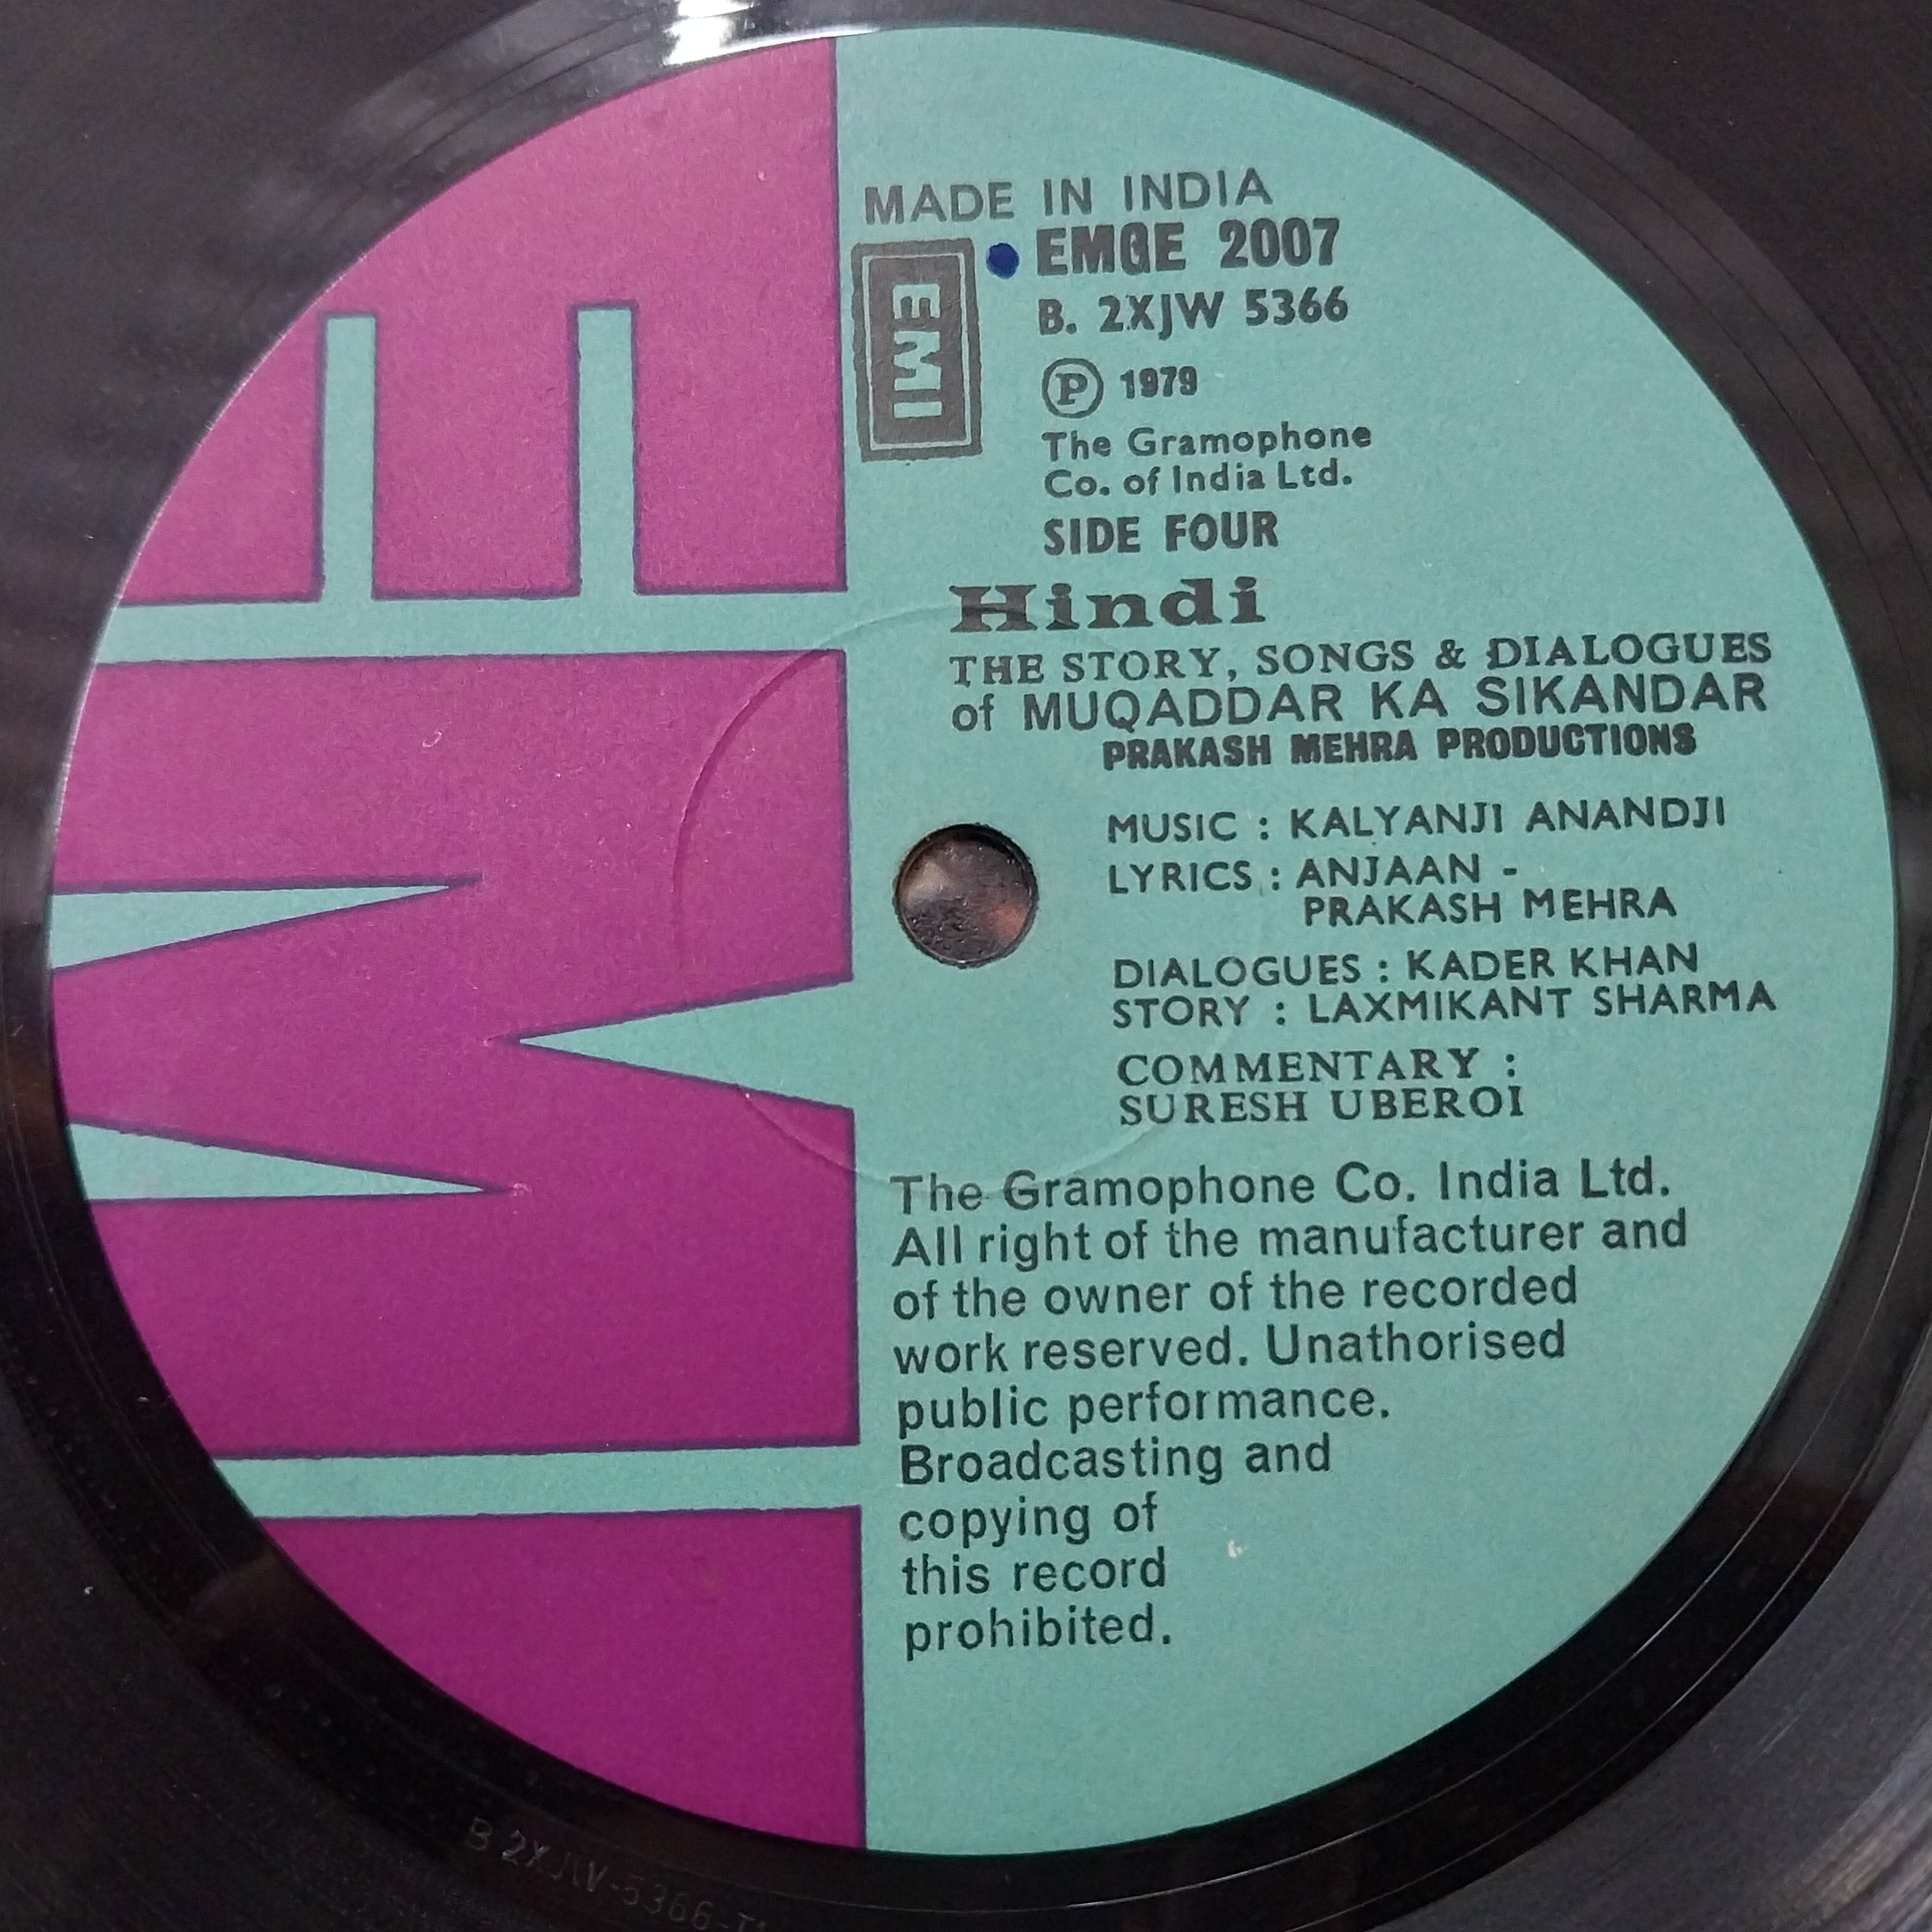 MADE IN INDIA
EMI
EMGE 2007
B. 2XJW 5366
Ⓟ 1979
The Gramophone
Co. of India Ltd.
SIDE FOUR
Hindi
THE STORY, SONGS & DIALOGUES
of MUQADDAR KA SIKANDAR
PRAKASH MEHRA PRODUCTIONS
MUSIC : KALYANJI ANANDJI
LYRICS : ANJAAN -
PRAKASH MEHRA
DIALOGUES : KADER KHAN
STORY : LAXMIKANT SHARMA
COMMENTARY :
SURESH UBEROI
The Gramophone Co. India Ltd.
All right of the manufacturer and
of the owner of the recorded
work reserved. Unathorised
public performance.
Broadcasting and
copying of
this record
prohibited.
EMI